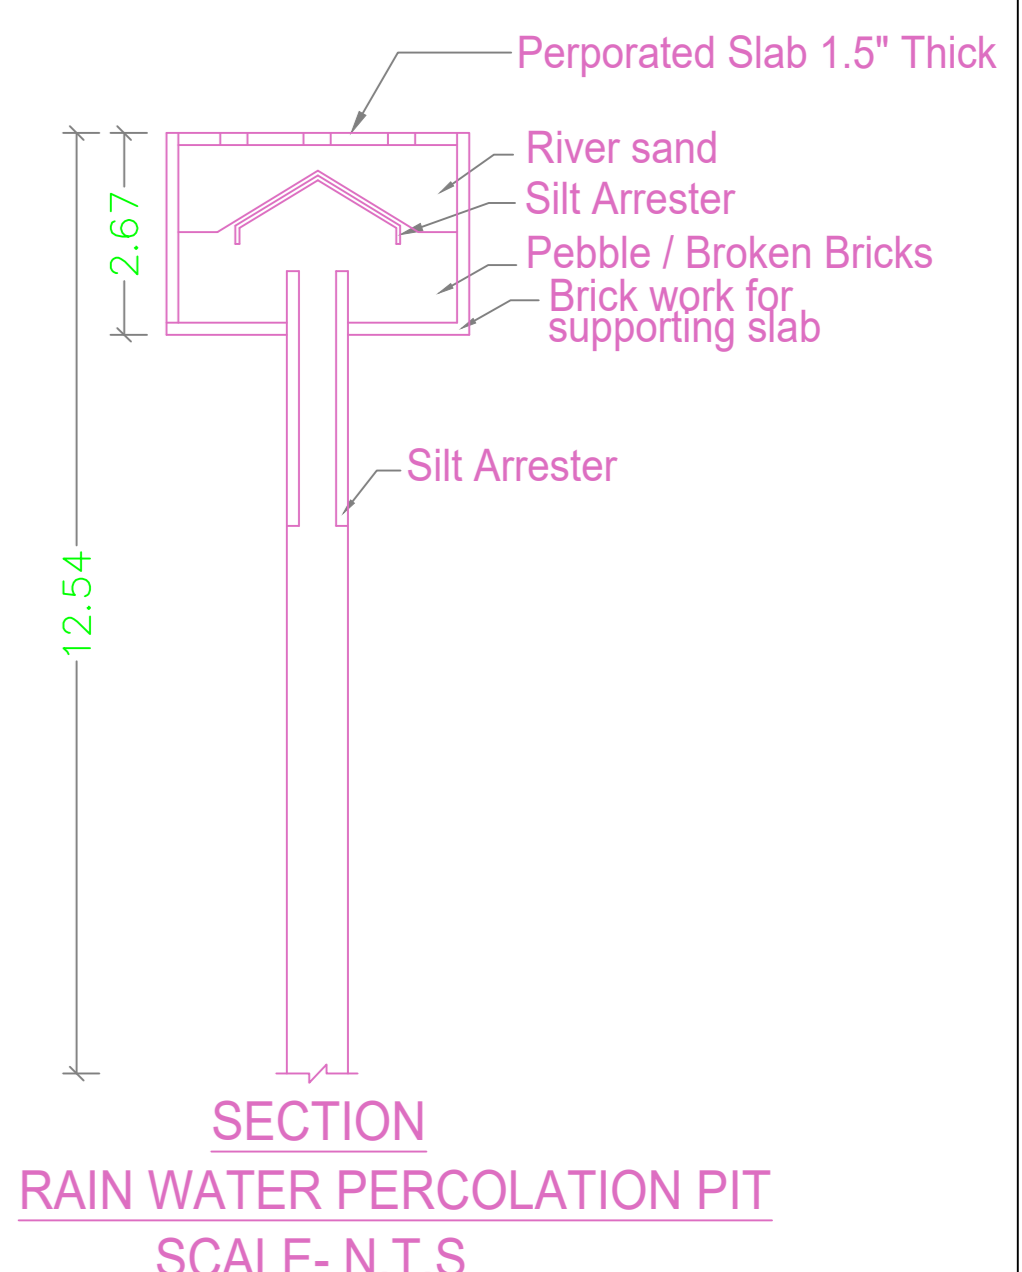 Perporated Slab 1.5" Thick
River sand
Silt Arrester
Pebble / Broken Bricks
Brick work for
supporting slab
2.67
Silt Arrester
12.54
SECTION
RAIN WATER PERCOLATION PIT
SCALE- N T S